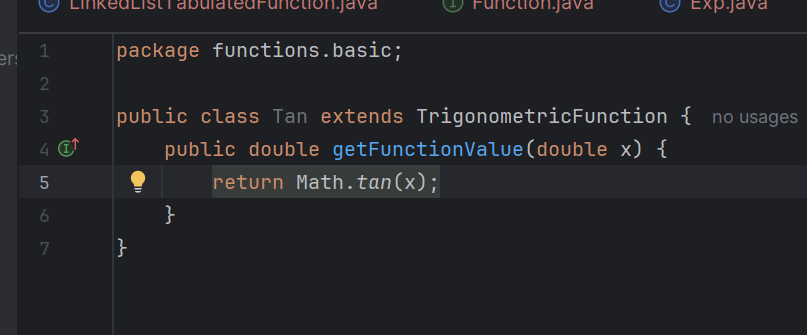 LinkedListTabulatedFunction.java Function.java Exp.java
1 package functions.basic;
2
3 public class Tan extends TrigonometricFunction { no usages
4 public double getFunctionValue(double x) {
5 return Math.tan(x);
6 }
7 }